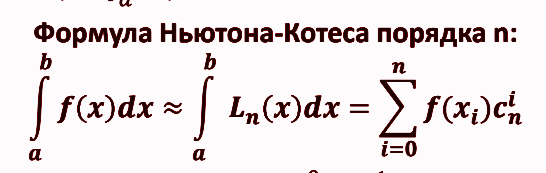 Формула Ньютона-Котеса порядка n:
∫_a^b f(x)dx ≈ ∫_a^b L_n(x)dx = ∑_{i=0}^n f(x_i)c_n^i